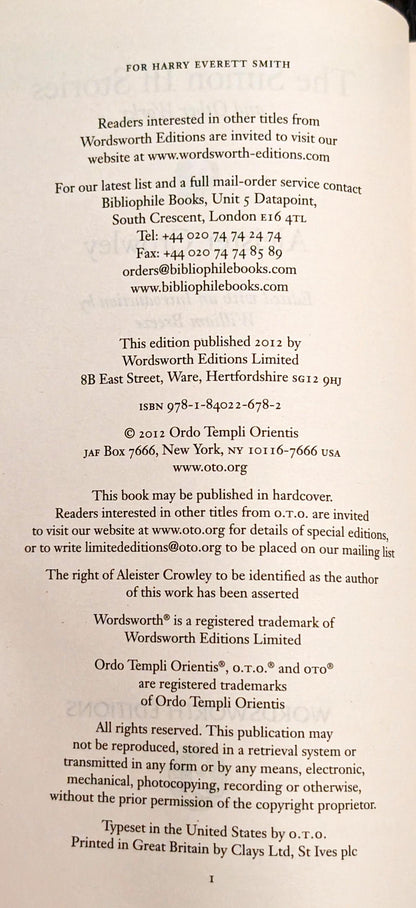 FOR HARRY EVERETT SMITH
Readers interested in other titles from
Wordsworth Editions are invited to visit our
website at www.wordsworth-editions.com
For our latest list and a full mail-order service contact
Bibliophile Books, Unit 5 Datapoint,
South Crescent, London E16 4TL
Tel: +44 020 74 74 24 74
Fax: +44 020 74 74 85 89
orders@bibliophilebooks.com
www.bibliophilebooks.com
This edition published 2012 by
Wordsworth Editions Limited
8B East Street, Ware, Hertfordshire SG12 9HJ
ISBN 978-1-84022-678-2
© 2012 Ordo Templi Orientis
JAF Box 7666, New York, NY 10116-7666 USA
www.oto.org
This book may be published in hardcover.
Readers interested in other titles from O.T.O. are invited
to visit our website at www.oto.org for details of special editions,
or to write limitededitions@oto.org to be placed on our mailing list
The right of Aleister Crowley to be identified as the author
of this work has been asserted
Wordsworth® is a registered trademark of
Wordsworth Editions Limited
Ordo Templi Orientis®, O.T.O.® and OTO®
are registered trademarks
of Ordo Templi Orientis
All rights reserved. This publication may
not be reproduced, stored in a retrieval system or
transmitted in any form or by any means, electronic,
mechanical, photocopying, recording or otherwise,
without the prior permission of the copyright proprietor.
Typeset in the United States by O.T.O.
Printed in Great Britain by Clays Ltd, St Ives plc
1